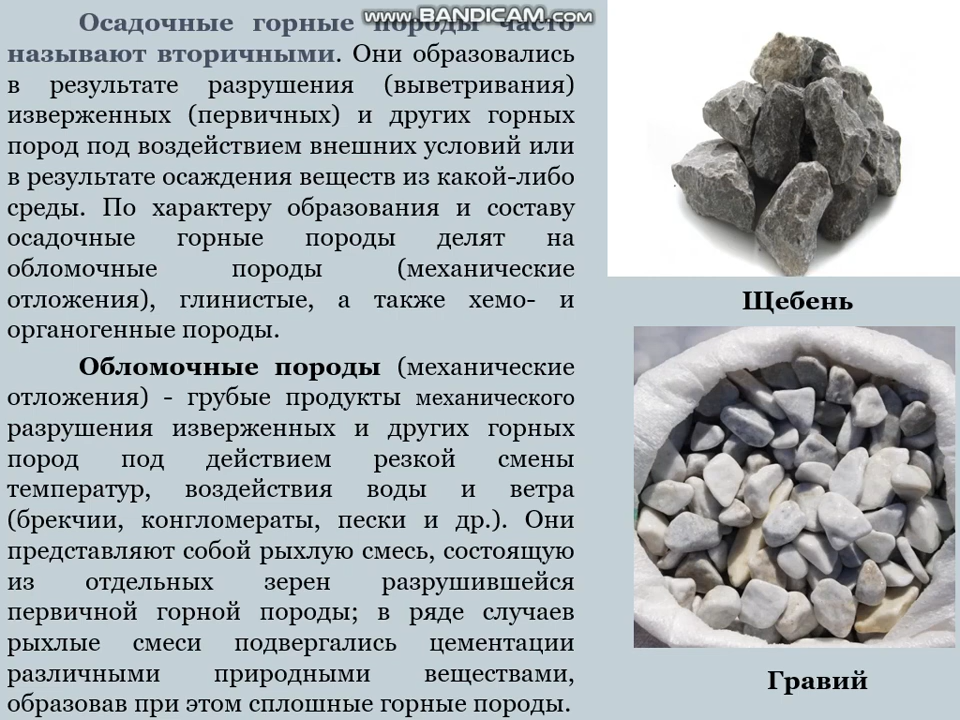 www.BANDICAM.com
Осадочные горные породы часто
называют вторичными. Они образовались
в результате разрушения (выветривания)
изверженных (первичных) и других горных
пород под воздействием внешних условий или
в результате осаждения веществ из какой-либо
среды. По характеру образования и составу
осадочные горные породы делят на
обломочные породы (механические
отложения), глинистые, а также хемо- и
органогенные породы.
Обломочные породы (механические
отложения) - грубые продукты механического
разрушения изверженных и других горных
пород под действием резкой смены
температур, воздействия воды и ветра
(брекчии, конгломераты, пески и др.). Они
представляют собой рыхлую смесь, состоящую
из отдельных зерен разрушившейся
первичной горной породы; в ряде случаев
рыхлые смеси подвергались цементации
различными природными веществами,
образовав при этом сплошные горные породы.
Щебень
Гравий